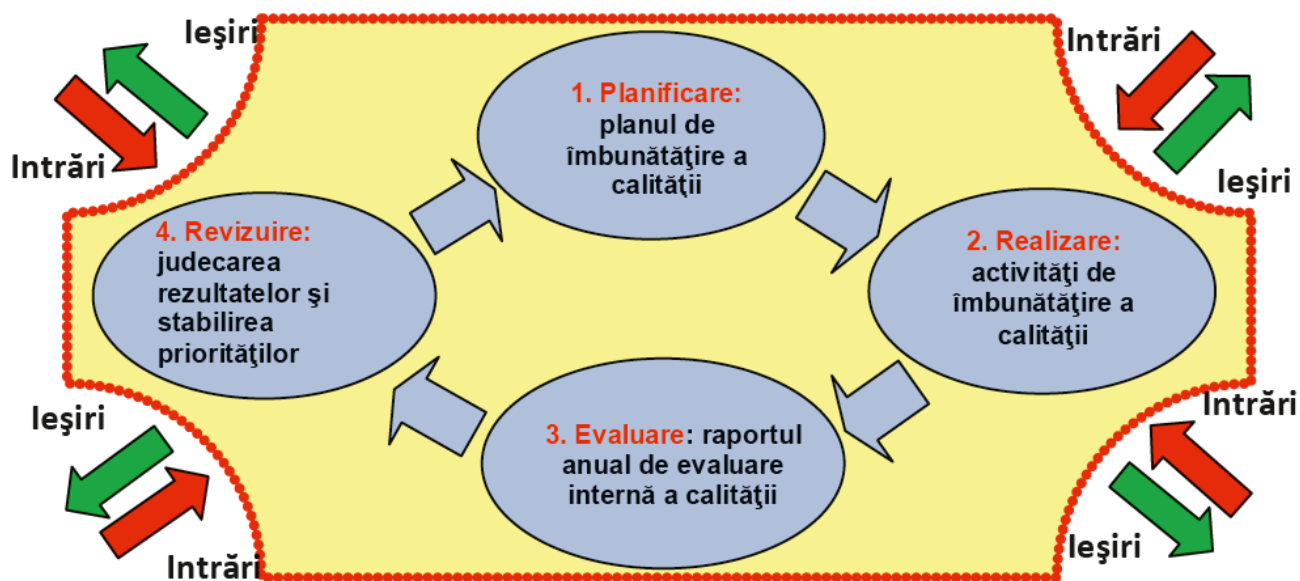 Ieşiri
Intrări
Intrări
Ieşiri
1. Planificare:
planul de
îmbunătăţire a
calităţii
4. Revizuire:
judecarea
rezultatelor şi
stabilirea
priorităţilor
2. Realizare:
activităţi de
îmbunătăţire a
calităţii
3. Evaluare: raportul
anual de evaluare
internă a calităţii
Ieşiri
Intrări
Intrări
Ieşiri